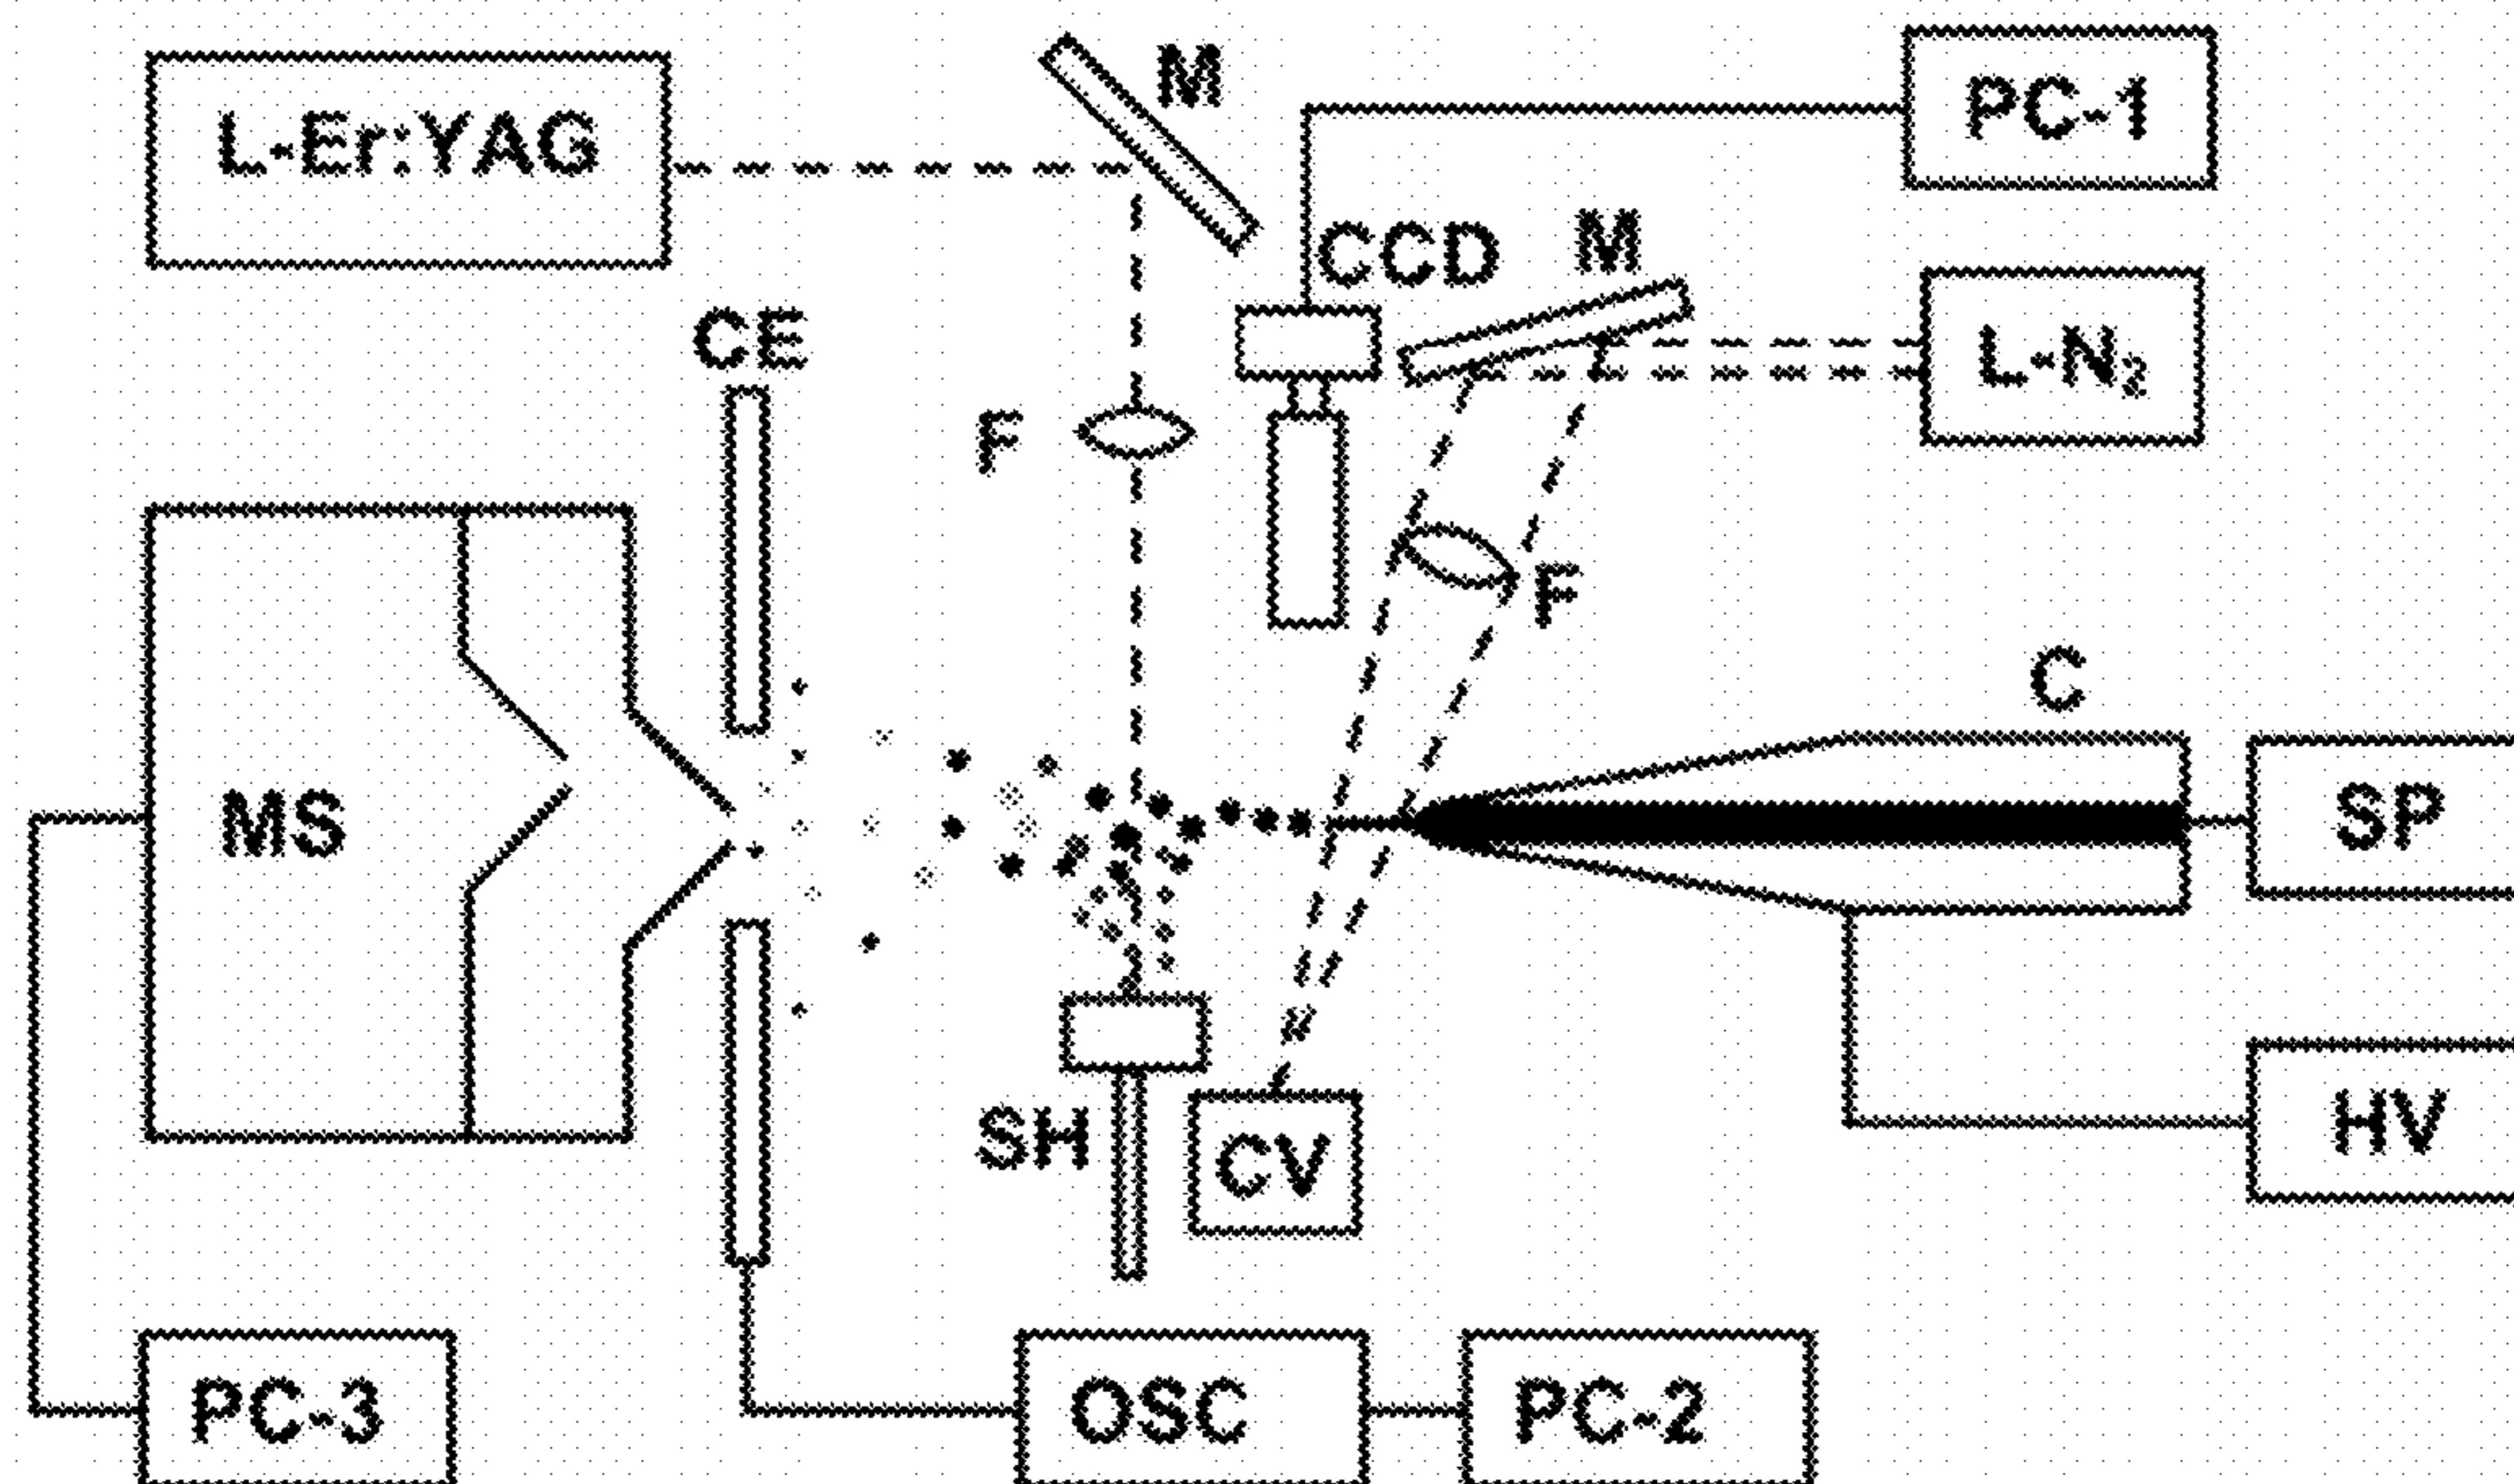 M
PC-1
L-Er:YAG
CCD
M
CE
L-N₂
F
F
C
MS
SP
SH
CV
HV
PC-3
OSC
PC-2